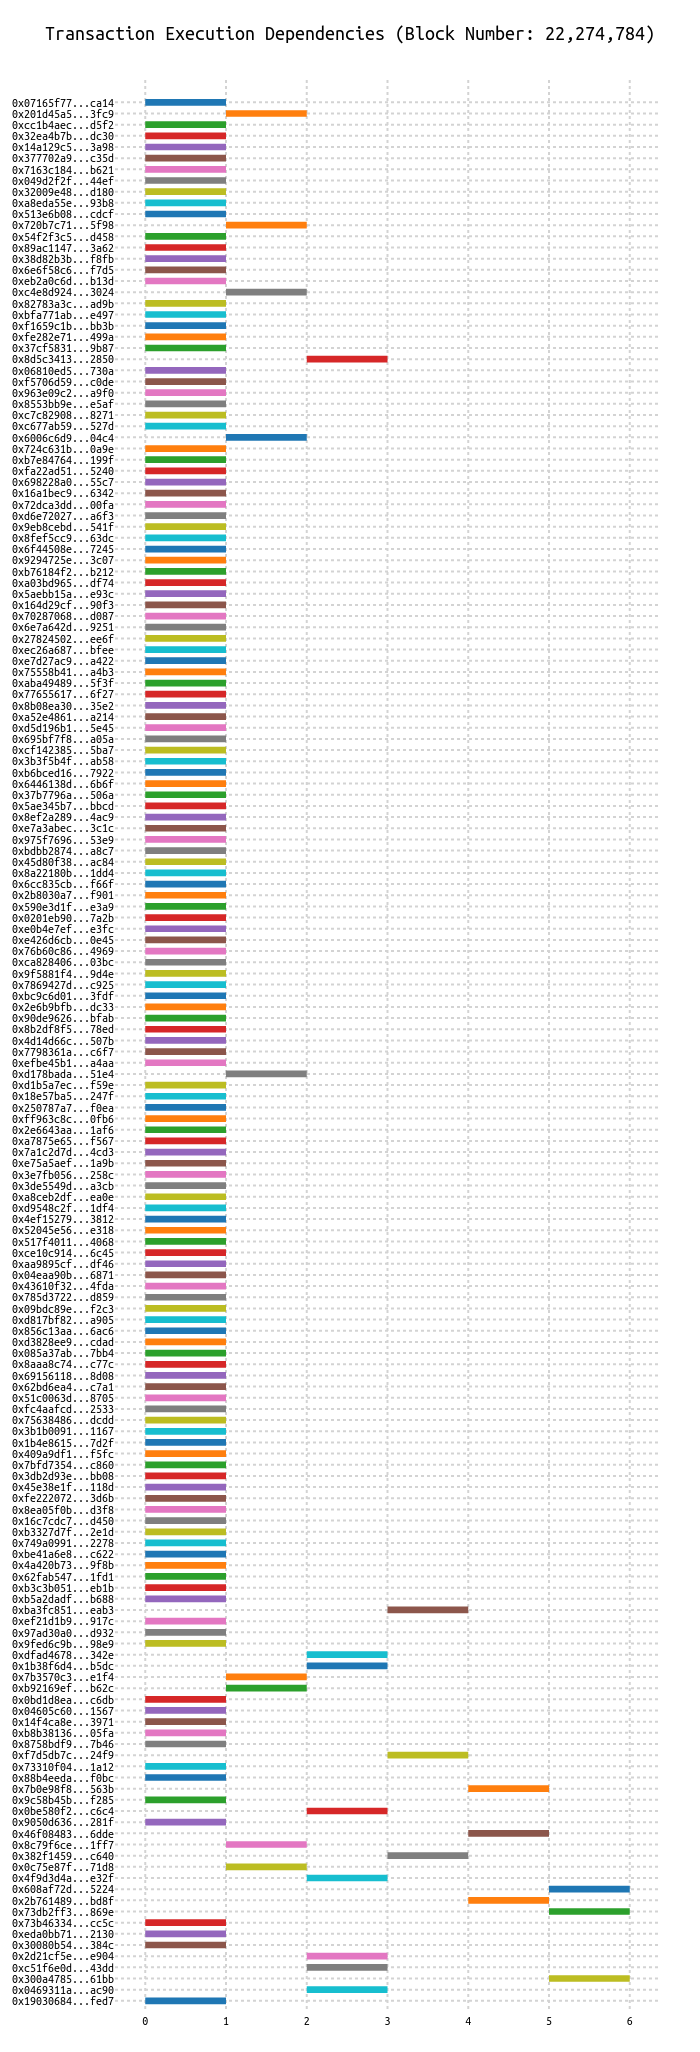 Transaction Execution Dependencies (Block Number: 22,274,784)
0x07165f77...ca14
0x201d45a5...3fc9
0xcc1b4aec...d5f2
0x32ea4b7b...dc30
0x14a129c5...3a98
0x377702a9...c35d
0x7163c184...b621
0x049d2f2f...44ef
0x32009e48...d180
0xa8eda55e...93b8
0x513e6b08...cdcf
0x720b7c71...5f98
0x54f2f3c5...d458
0x89ac1147...3a62
0x38d82b3b...f8fb
0x6e6f58c6...f7d5
0xeb2a0c6d...b13d
0xc4e8d924...3024
0x82783a3c...ad9b
0xbfa771ab...e497
0xf1659c1b...bb3b
0xfe282e71...499a
0x37cf5831...9b87
0x8d5c3413...2850
0x06810ed5...730a
0xf5706d59...c0de
0x963e09c2...a9f0
0x8553bb9e...e5af
0xc7c82908...8271
0xc677ab59...527d
0x6006c6d9...04c4
0x724c631b...0a9e
0xb7e84764...199f
0xfa22ad51...5240
0x698228a0...55c7
0x16a1bec9...6342
0x72dca3dd...00fa
0xd6e72027...a6f3
0x9eb8cebd...541f
0x8fef5cc9...63dc
0x6f44508e...7245
0x9294725e...3c07
0xb76184f2...b212
0xa03bd965...df74
0x5aebb15a...e93c
0x164d29cf...90f3
0x70287068...d087
0x6e7a642d...9251
0x27824502...ee6f
0xec26a687...bfee
0xe7d27ac9...a422
0x75558b41...a4b3
0xaba49489...5f3f
0x77655617...6f27
0x8b08ea30...35e2
0xa52e4861...a214
0xd5d196b1...5e45
0x695bf7f8...a05a
0xcf142385...5ba7
0x3b3f5b4f...ab58
0xb6bced16...7922
0x6446138d...6b6f
0x37b7796a...506a
0x5ae345b7...bbcd
0x8ef2a289...4ac9
0xe7a3abec...3c1c
0x975f7696...53e9
0xbdbb2874...a8c7
0x45d80f38...ac84
0x8a22180b...1dd4
0x6cc835cb...f66f
0x2b8030a7...f901
0x590e3d1f...e3a9
0x0201eb90...7a2b
0xe0b4e7ef...e3fc
0xe426d6cb...0e45
0x76b60c86...4969
0xca828406...03bc
0x9f5881f4...9d4e
0x7869427d...c925
0xbc9c6d01...3fdf
0x2e6b9bfb...dc33
0x90de9626...bfab
0x8b2df8f5...78ed
0x4d14d66c...507b
0x7798361a...c6f7
0xefbe45b1...a4aa
0xd178bada...51e4
0xd1b5a7ec...f59e
0x18e57ba5...247f
0x250787a7...f0ea
0xff963c8c...0fb6
0x2e6643aa...1af6
0xa7875e65...f567
0x7a1c2d7d...4cd3
0xe75a5aef...1a9b
0x3e7fb056...258c
0x3de5549d...a3cb
0xa8ceb2df...ea0e
0xd9548c2f...1df4
0x4ef15279...3812
0x52045e56...e318
0x517f4011...4068
0xce10c914...6c45
0xaa9895cf...df46
0x04eaa90b...6871
0x43610f32...4fda
0x785d3722...d859
0x09bdc89e...f2c3
0xd817bf82...a905
0x856c13aa...6ac6
0xd3828ee9...cdad
0x085a37ab...7bb4
0x8aaa8c74...c77c
0x69156118...8d08
0x62bd6ea4...c7a1
0x51c0063d...8705
0xfc4aafcd...2533
0x75638486...dcdd
0x3b1b0091...1167
0x1b4e8615...7d2f
0x409a9df1...f5fc
0x7bfd7354...c860
0x3db2d93e...bb08
0x45e38e1f...118d
0xfe222072...3d6b
0x8ea05f0b...d3f8
0x16c7cdc7...d450
0xb3327d7f...2e1d
0x749a0991...2278
0xbe41a6e8...c622
0x4a420b73...9f8b
0x62fab547...1fd1
0xb3c3b051...eb1b
0xb5a2dadf...b688
0xba3fc851...eab3
0xef21d1b9...917c
0x97ad30a0...d932
0x9fed6c9b...98e9
0xdfad4678...342e
0x1b38f6d4...b5dc
0x7b3570c3...e1f4
0xb92169ef...b62c
0x0bd1d8ea...c6db
0x04605c60...1567
0x14f4ca8e...3971
0xb8b38136...05fa
0x8758bdf9...7b46
0xf7d5db7c...24f9
0x73310f04...1a12
0x88b4eeda...f0bc
0x7b0e98f8...563b
0x9c58b45b...f285
0x0be580f2...c6c4
0x9050d636...281f
0x46f08483...6dde
0x8c79f6ce...1ff7
0x382f1459...c640
0x0c75e87f...71d8
0x4f9d3d4a...e32f
0x608af72d...5224
0x2b761489...bd8f
0x73db2ff3...869e
0x73b46334...cc5c
0xeda0bb71...2130
0x30080b54...384c
0x2d21cf5e...e904
0xc51f6e0d...43dd
0x300a4785...61bb
0x0469311a...ac90
0x19030684...fed7
0 1 2 3 4 5 6